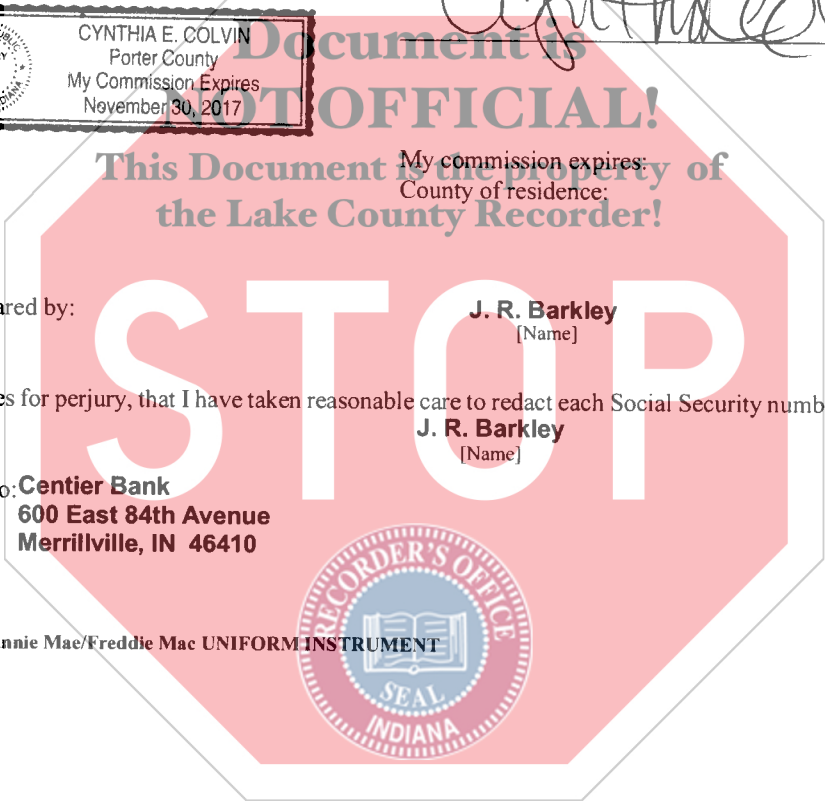 CYNTHIA E. COLVIN
Porter County
My Commission Expires
November 30, 2017
Document is
NOT OFFICIAL!
This Document is the property of
the Lake County Recorder!
My commission expires:
County of residence:
STOP
ared by:
J. R. Barkley
[Name]
es for perjury, that I have taken reasonable care to redact each Social Security numb
J. R. Barkley
[Name]
o: Centier Bank
600 East 84th Avenue
Merrillville, IN 46410
nnie Mae/Freddie Mac UNIFORM INSTRUMENT
RECORDER'S OFFICE
SEAL
INDIANA